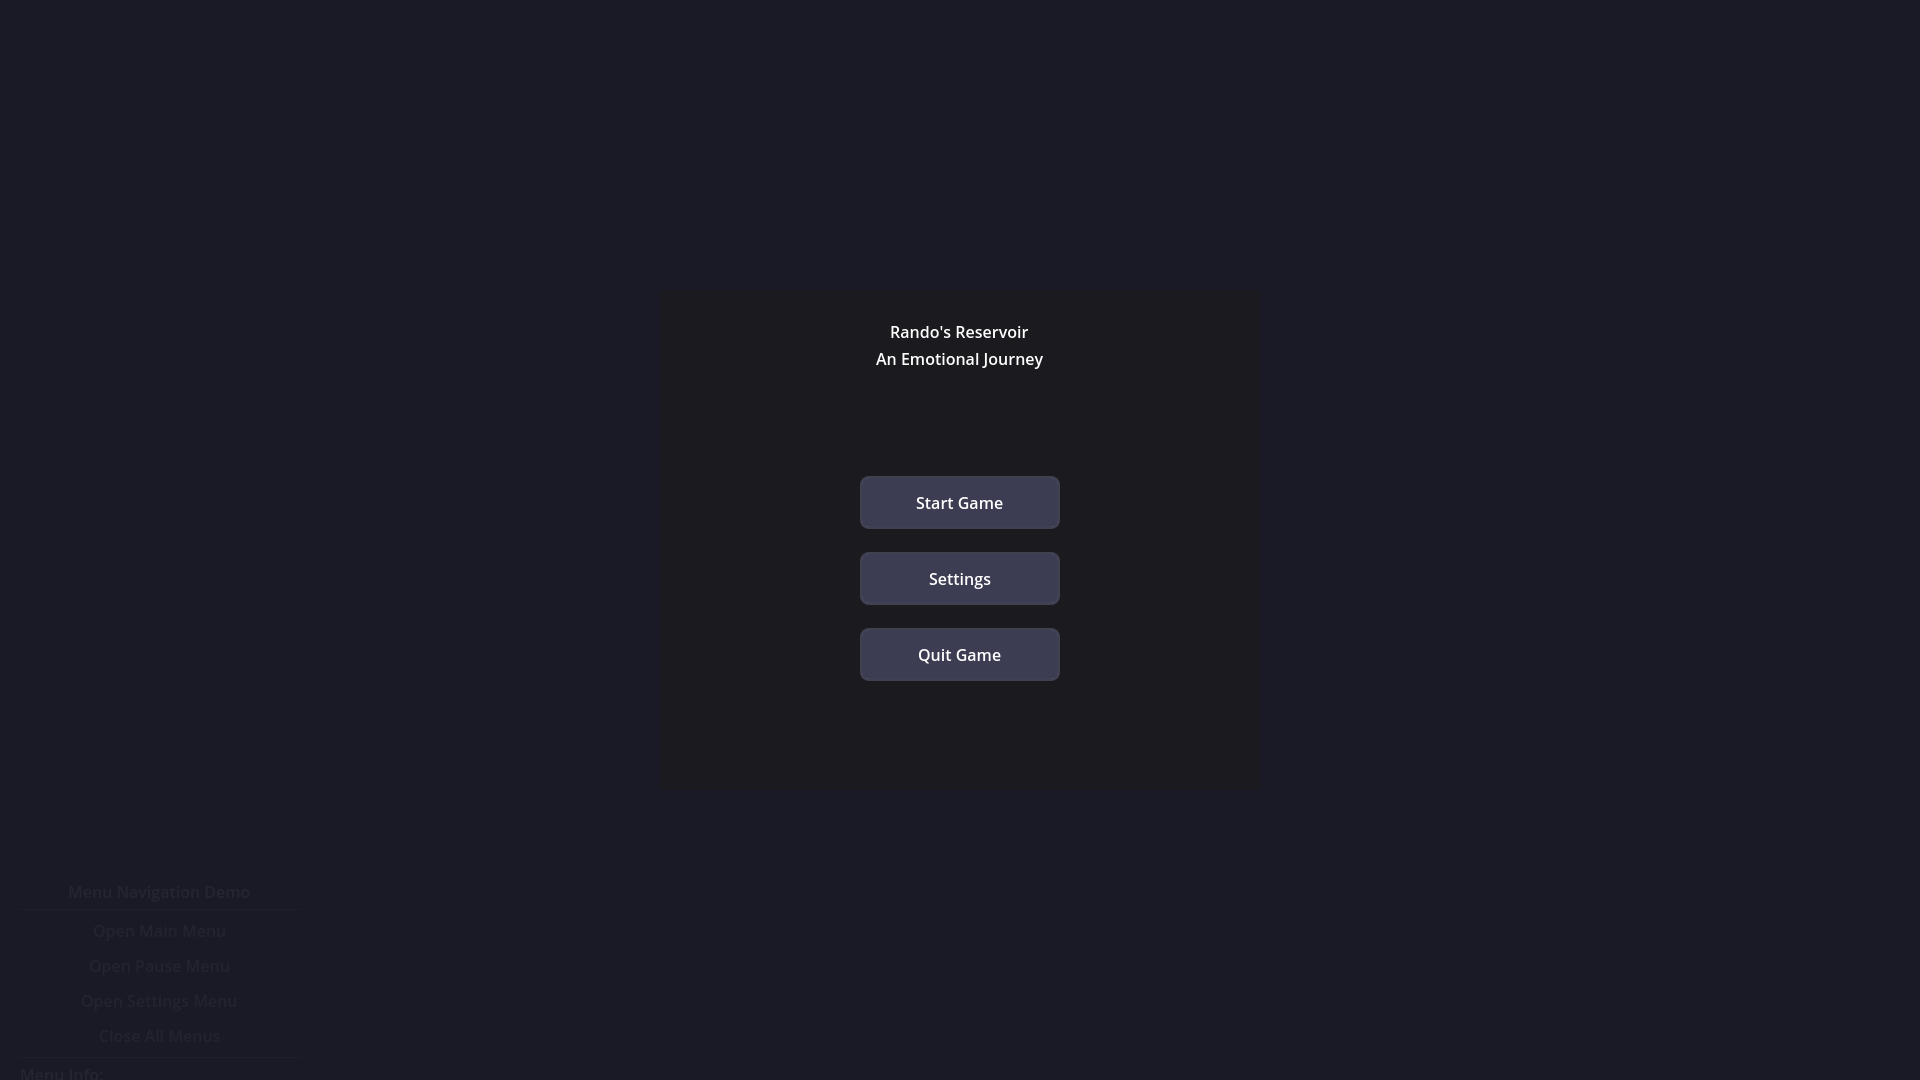 Rando's Reservoir
An Emotional Journey
Start Game
Settings
Quit Game
Menu Navigation Demo
Open Main Menu
Open Pause Menu
Open Settings Menu
Close All Menus
Menu Info: